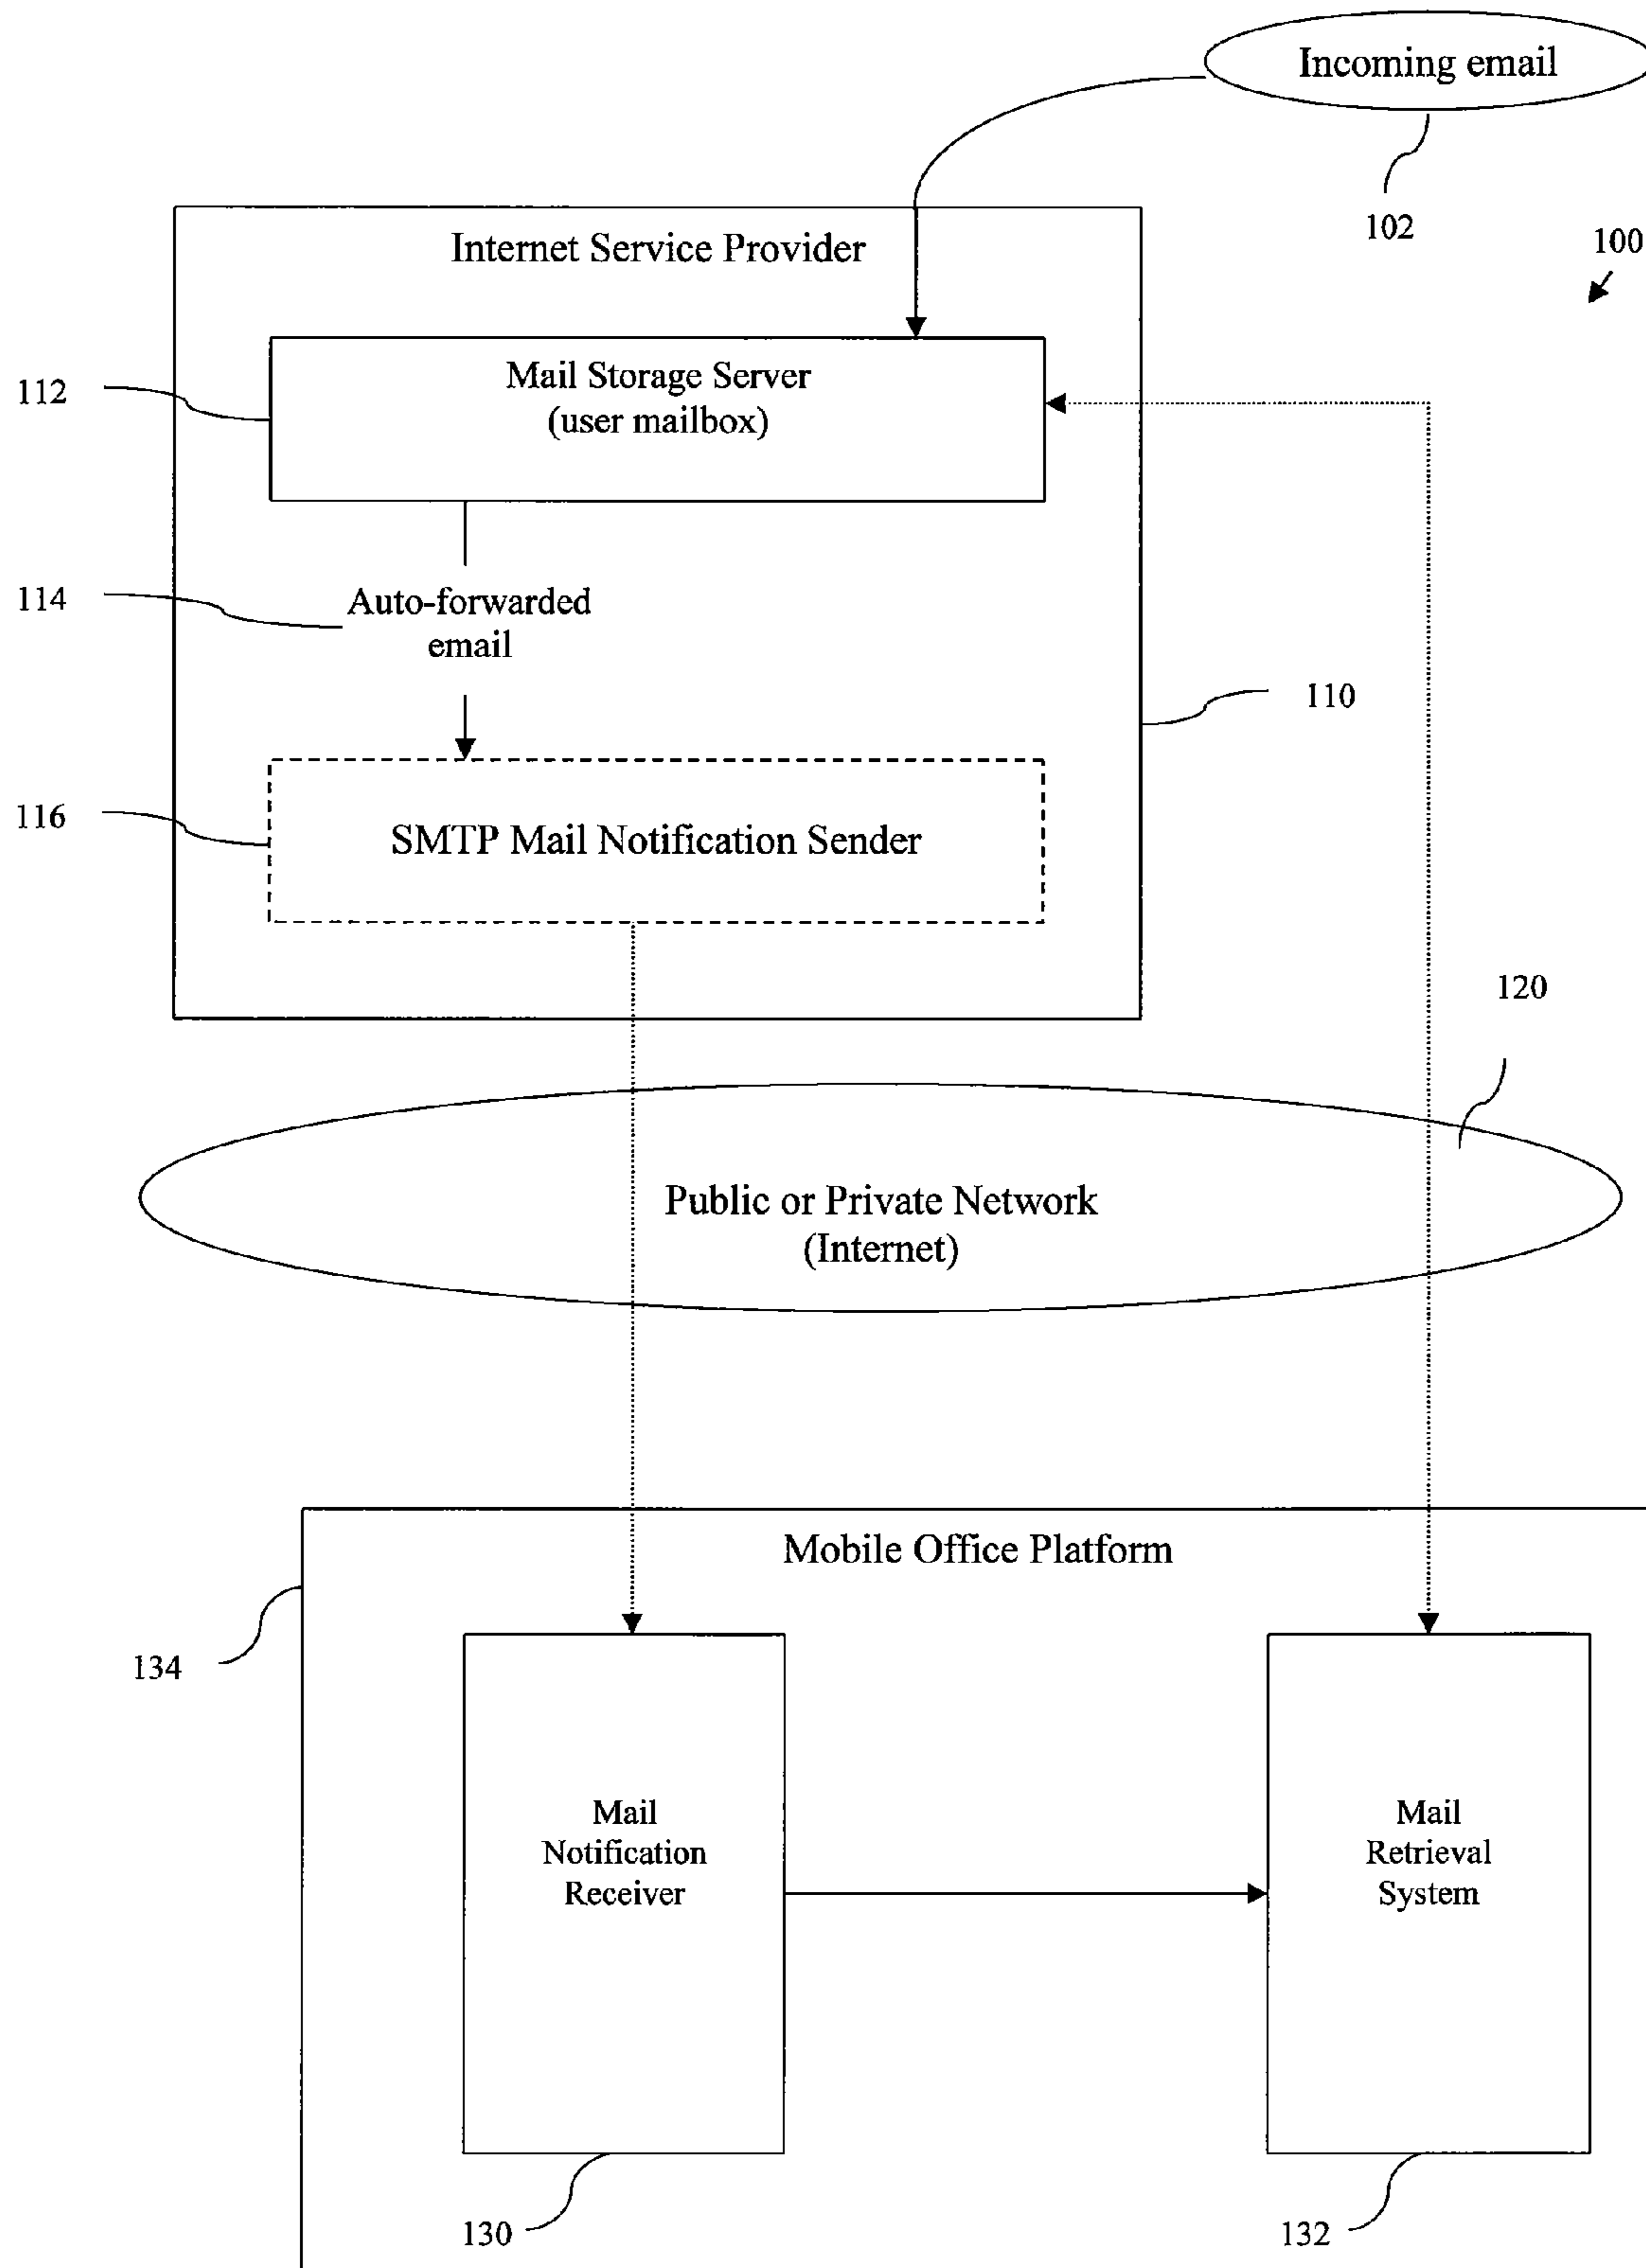 Incoming email
102
100
Internet Service Provider
112
Mail Storage Server
(user mailbox)
114
Auto-forwarded
email
110
116
SMTP Mail Notification Sender
120
Public or Private Network
(Internet)
Mobile Office Platform
134
Mail
Notification
Receiver
Mail
Retrieval
System
130
132